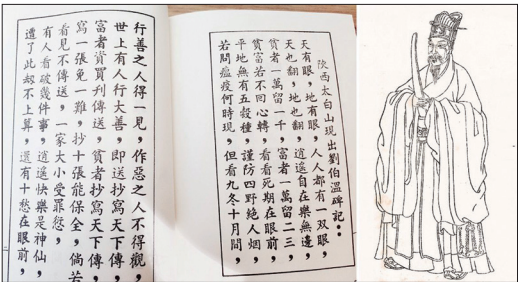 陝西太白山現出劉伯溫碑記：
天有眼，地有眼，人人都有一双眼，
天也翻，地也翻，逍遥自在樂無邊，
貧者一萬留一千，富者一萬留二三，
貧富若不回心轉，看看死期在眼前，
平地無有五穀種，謹防四野絶人烟，
若問瘟疫何時現，但看九冬十月間，
行善之人得一見，作惡之人不得觀，
世上有人行大善，即送抄寫天下傳，
富者資買刊傳送，貧者抄寫天下傳，
寫一張免一難，抄十張能保全，倘若
看見不傳送，一家大小受罪愆，
有人看破幾件事，逍遥快樂是神仙，
遭了此刼不上算，還有十愁在眼前，